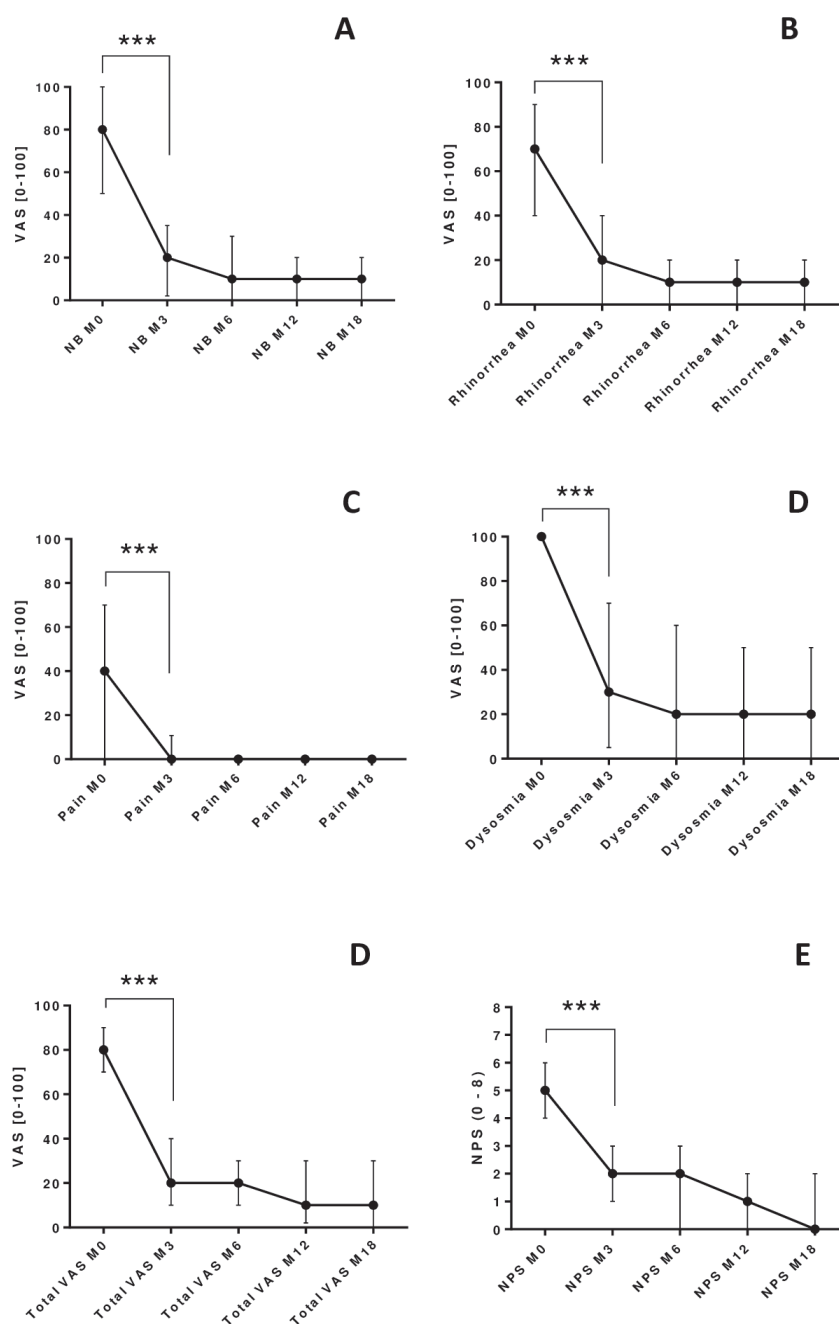 A
***
VAS [0-100]
100
80
60
40
20
0
NB M0
NB M3
NB M6
NB M12
NB M18
B
***
VAS [0-100]
100
80
60
40
20
0
Rhinorrhea M0
Rhinorrhea M3
Rhinorrhea M6
Rhinorrhea M12
Rhinorrhea M18
C
***
VAS [0-100]
100
80
60
40
20
0
Pain M0
Pain M3
Pain M6
Pain M12
Pain M18
D
***
VAS [0-100]
100
80
60
40
20
0
Dysosmia M0
Dysosmia M3
Dysosmia M6
Dysosmia M12
Dysosmia M18
D
***
VAS [0-100]
100
80
60
40
20
0
Total VAS M0
Total VAS M3
Total VAS M6
Total VAS M12
Total VAS M18
E
***
NPS (0 - 8)
8
7
6
5
4
3
2
1
0
NPS M0
NPS M3
NPS M6
NPS M12
NPS M18